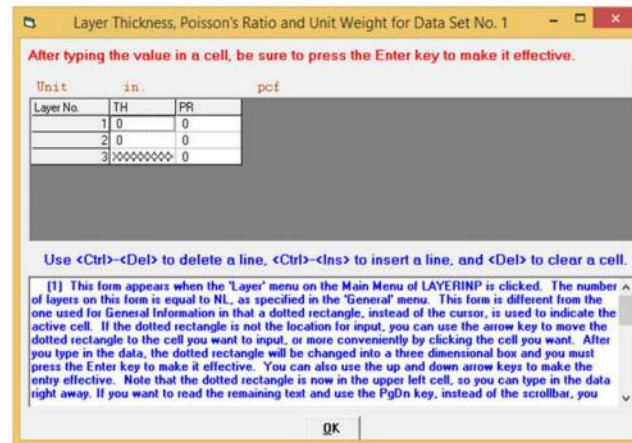 Layer Thickness, Poisson's Ratio and Unit Weight for Data Set No. 1
After typing the value in a cell, be sure to press the Enter key to make it effective.
Unit in. pcf
Layer No. TH PR
1 0 0
2 0 0
3 XXXXXXXX 0
Use <Ctrl>-<Del> to delete a line, <Ctrl>-<Ins> to insert a line, and <Del> to clear a cell.
(1) This form appears when the 'Layer' menu on the Main Menu of LAYERINP is clicked. The number
of layers on this form is equal to NL, as specified in the 'General' menu. This form is different from the
one used for General Information in that a dotted rectangle, instead of the cursor, is used to indicate the
active cell. If the dotted rectangle is not the location for input, you can use the arrow key to move the
dotted rectangle to the cell you want to input, or more conveniently by clicking the cell you want. After
you type in the data, the dotted rectangle will be changed into a three dimensional box and you must
press the Enter key to make it effective. You can also use the up and down arrow keys to make the
entry effective. Note that the dotted rectangle is now in the upper left cell, so you can type in the data
right away. If you want to read the remaining text and use the PgDn key, instead of the scrollbar, you
OK